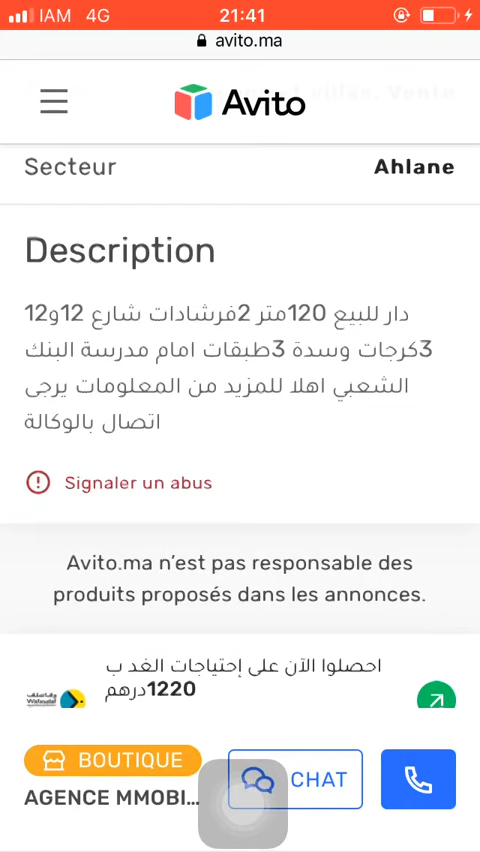 IAM 4G 21:41
avito.ma
Avito
Secteur Ahlane
Description
دار للبيع 120متر 2فرشادات شارع 12و12
3كرجات وسدة 3طبقات امام مدرسة البنك
الشعبي اهلا للمزيد من المعلومات يرجى
اتصال بالوكالة
Signaler un abus
Avito.ma n’est pas responsable des
produits proposés dans les annonces.
احصلوا الآن على إحتياجات الغد ب
1220درهم
BOUTIQUE
AGENCE MMOBI...
CHAT